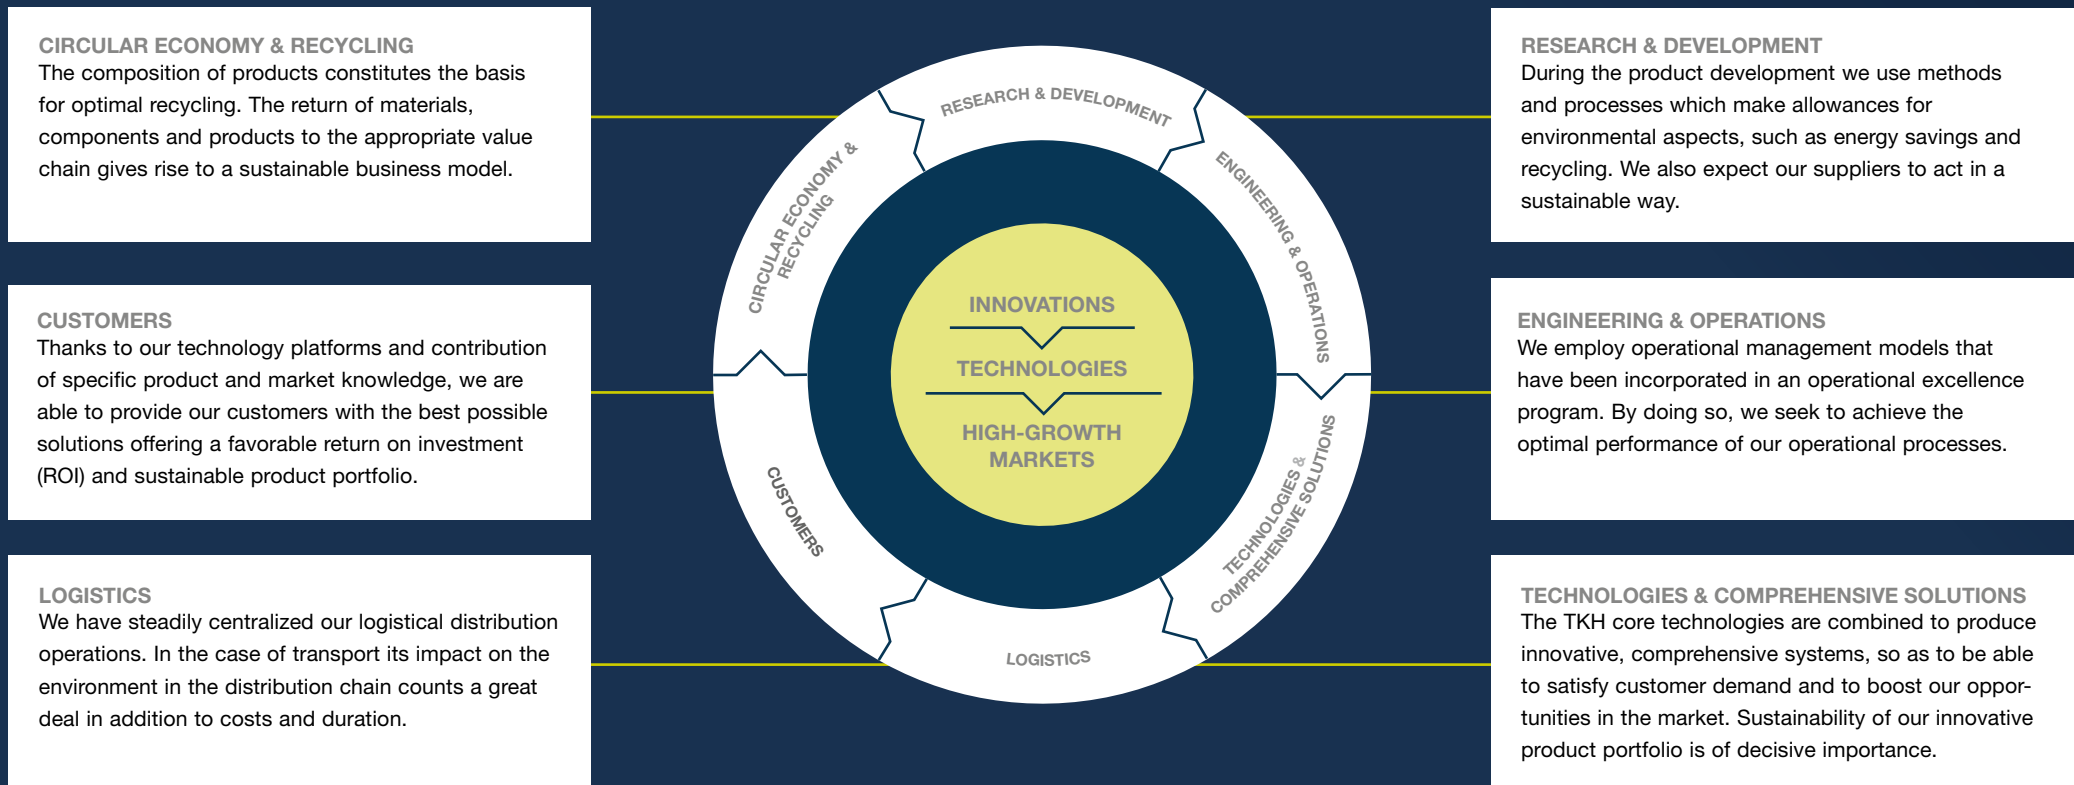 CIRCULAR ECONOMY & RECYCLING
The composition of products constitutes the basis
for optimal recycling. The return of materials,
components and products to the appropriate value
chain gives rise to a sustainable business model.
CUSTOMERS
Thanks to our technology platforms and contribution
of specific product and market knowledge, we are
able to provide our customers with the best possible
solutions offering a favorable return on investment
(ROI) and sustainable product portfolio.
LOGISTICS
We have steadily centralized our logistical distribution
operations. In the case of transport its impact on the
environment in the distribution chain counts a great
deal in addition to costs and duration.
RESEARCH & DEVELOPMENT
ENGINEERING & OPERATIONS
TECHNOLOGIES &
COMPREHENSIVE SOLUTIONS
LOGISTICS
CUSTOMERS
CIRCULAR ECONOMY &
RECYCLING
INNOVATIONS
TECHNOLOGIES
HIGH-GROWTH
MARKETS
RESEARCH & DEVELOPMENT
During the product development we use methods
and processes which make allowances for
environmental aspects, such as energy savings and
recycling. We also expect our suppliers to act in a
sustainable way.
ENGINEERING & OPERATIONS
We employ operational management models that
have been incorporated in an operational excellence
program. By doing so, we seek to achieve the
optimal performance of our operational processes.
TECHNOLOGIES & COMPREHENSIVE SOLUTIONS
The TKH core technologies are combined to produce
innovative, comprehensive systems, so as to be able
to satisfy customer demand and to boost our oppor-
tunities in the market. Sustainability of our innovative
product portfolio is of decisive importance.